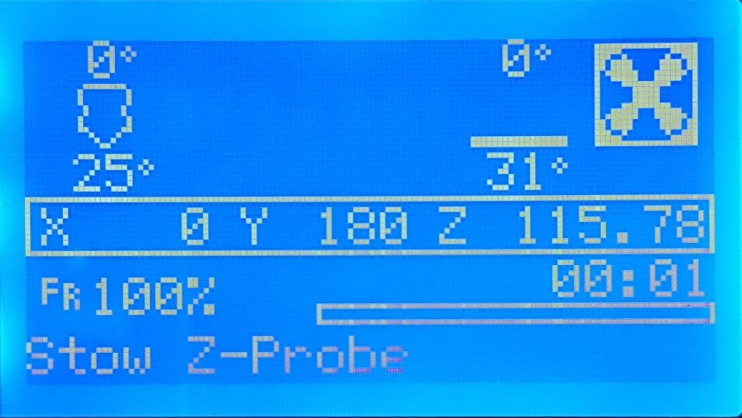 0° 0°
25° 31°
X 0 Y 180 Z 115.78
00:01
FR 100%
Stow Z-Probe